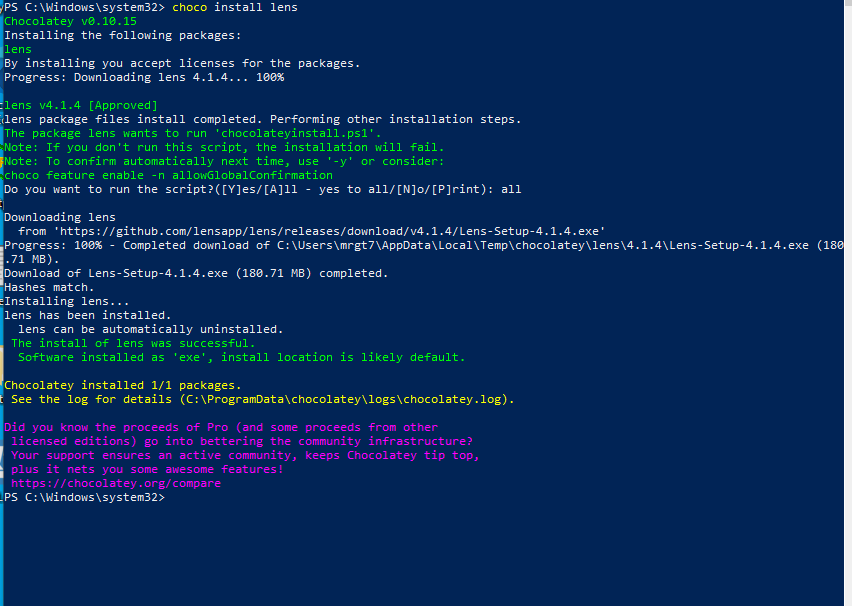 PS C:\Windows\system32> choco install lens
Chocolatey v0.10.15
Installing the following packages:
lens
By installing you accept licenses for the packages.
Progress: Downloading lens 4.1.4... 100%
lens v4.1.4 [Approved]
lens package files install completed. Performing other installation steps.
The package lens wants to run 'chocolateyinstall.ps1'.
Note: If you don't run this script, the installation will fail.
Note: To confirm automatically next time, use '-y' or consider:
choco feature enable -n allowGlobalConfirmation
Do you want to run the script?([Y]es/[A]ll - yes to all/[N]o/[P]rint): all
Downloading lens
  from 'https://github.com/lensapp/lens/releases/download/v4.1.4/Lens-Setup-4.1.4.exe'
Progress: 100% - Completed download of C:\Users\mrgt7\AppData\Local\Temp\chocolatey\lens\4.1.4\Lens-Setup-4.1.4.exe (180
.71 MB).
Download of Lens-Setup-4.1.4.exe (180.71 MB) completed.
Hashes match.
Installing lens...
lens has been installed.
  lens can be automatically uninstalled.
 The install of lens was successful.
  Software installed as 'exe', install location is likely default.
Chocolatey installed 1/1 packages.
 See the log for details (C:\ProgramData\chocolatey\logs\chocolatey.log).
Did you know the proceeds of Pro (and some proceeds from other
 licensed editions) go into bettering the community infrastructure?
 Your support ensures an active community, keeps Chocolatey tip top,
 plus it nets you some awesome features!
 https://chocolatey.org/compare
PS C:\Windows\system32>